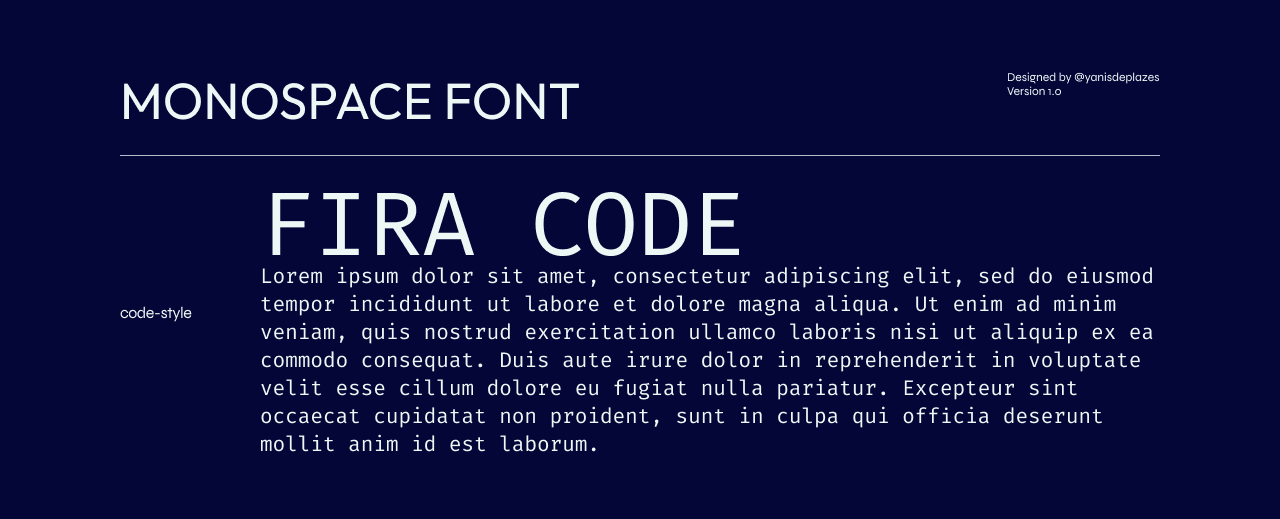 MONOSPACE FONT
Designed by @yanisdeplazes
Version 1.0
FIRA CODE
code-style
Lorem ipsum dolor sit amet, consectetur adipiscing elit, sed do eiusmod
tempor incididunt ut labore et dolore magna aliqua. Ut enim ad minim
veniam, quis nostrud exercitation ullamco laboris nisi ut aliquip ex ea
commodo consequat. Duis aute irure dolor in reprehenderit in voluptate
velit esse cillum dolore eu fugiat nulla pariatur. Excepteur sint
occaecat cupidatat non proident, sunt in culpa qui officia deserunt
mollit anim id est laborum.